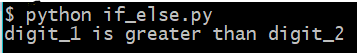 $ python if_else.py
digit_1 is greater than digit_2